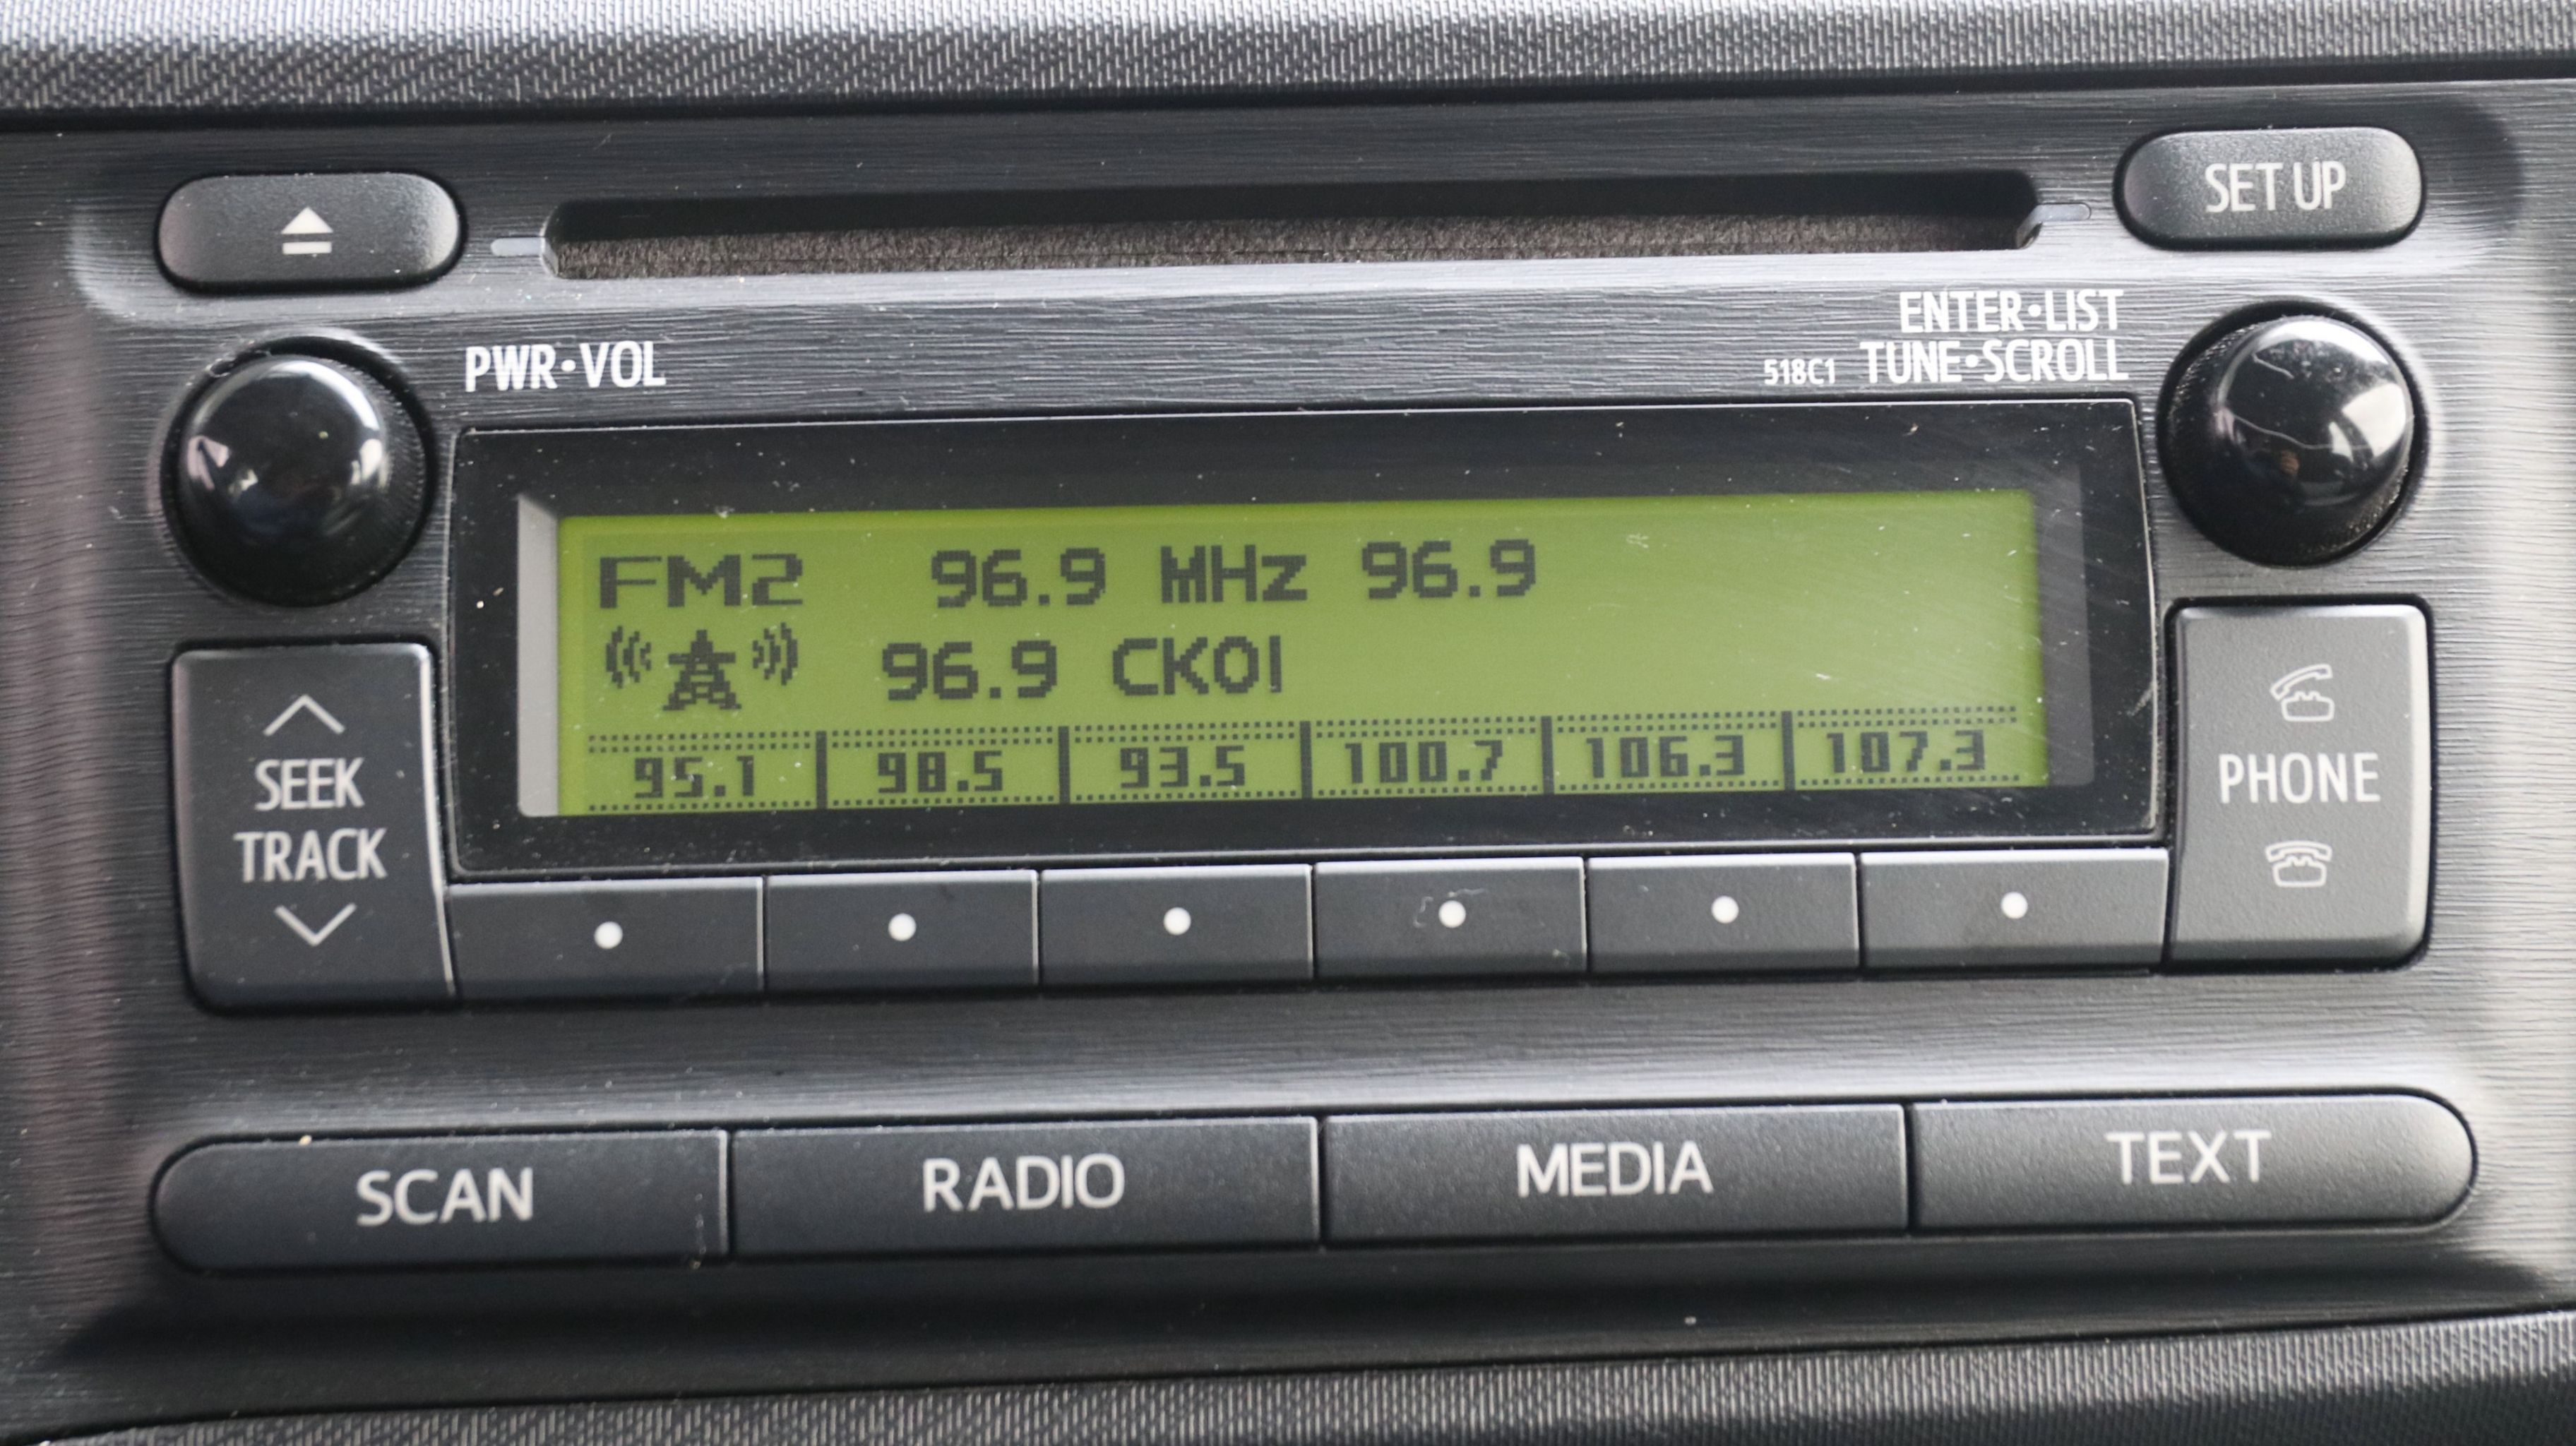 SET UP
PWR•VOL
ENTER•LIST
518C1 TUNE•SCROLL
FM2 96.9 MHz 96.9
96.9 CKOI
95.1 98.5 93.5 100.7 106.3 107.3
SEEK
TRACK
PHONE
SCAN RADIO MEDIA TEXT